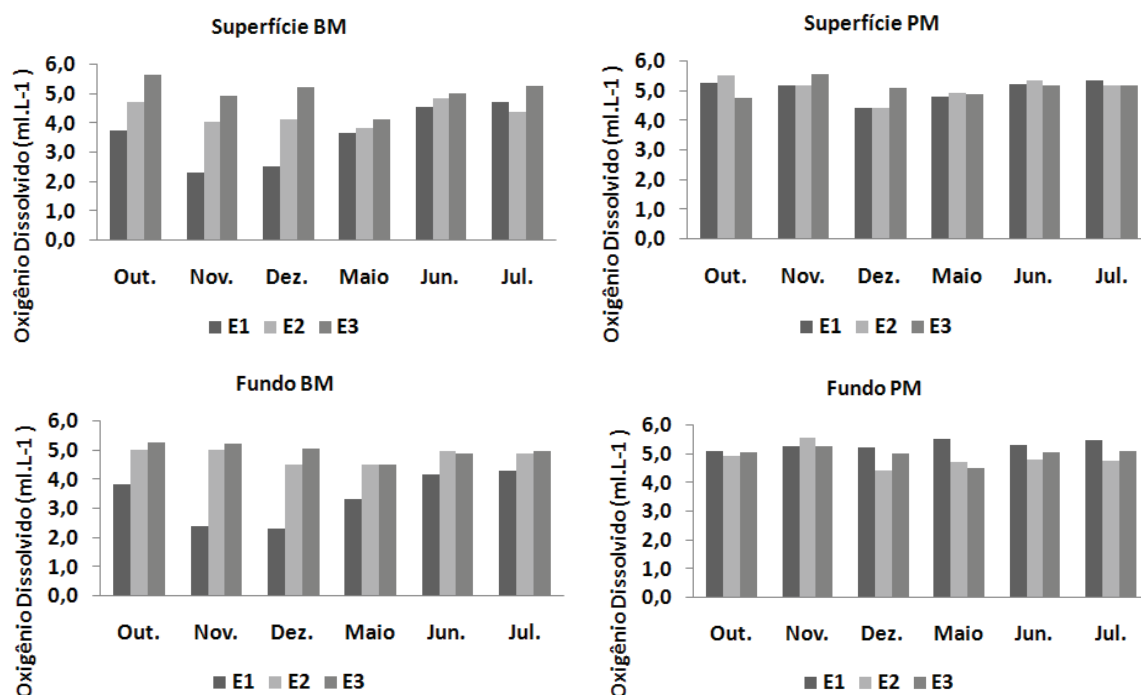 Superfície BM
Oxigênio Dissolvido (ml.L-1 )
6,0
5,0
4,0
3,0
2,0
1,0
0,0
Out. Nov. Dez. Maio Jun. Jul.
E1 E2 E3
Superfície PM
Oxigênio Dissolvido (ml.L-1 )
6,0
5,0
4,0
3,0
2,0
1,0
0,0
Out. Nov. Dez. Maio Jun. Jul.
E1 E2 E3
Fundo BM
Oxigênio Dissolvido (ml.L-1 )
6,0
5,0
4,0
3,0
2,0
1,0
0,0
Out. Nov. Dez. Maio Jun. Jul.
E1 E2 E3
Fundo PM
Oxigênio Dissolvido (ml.L-1 )
6,0
5,0
4,0
3,0
2,0
1,0
0,0
Out. Nov. Dez. Maio Jun. Jul.
E1 E2 E3